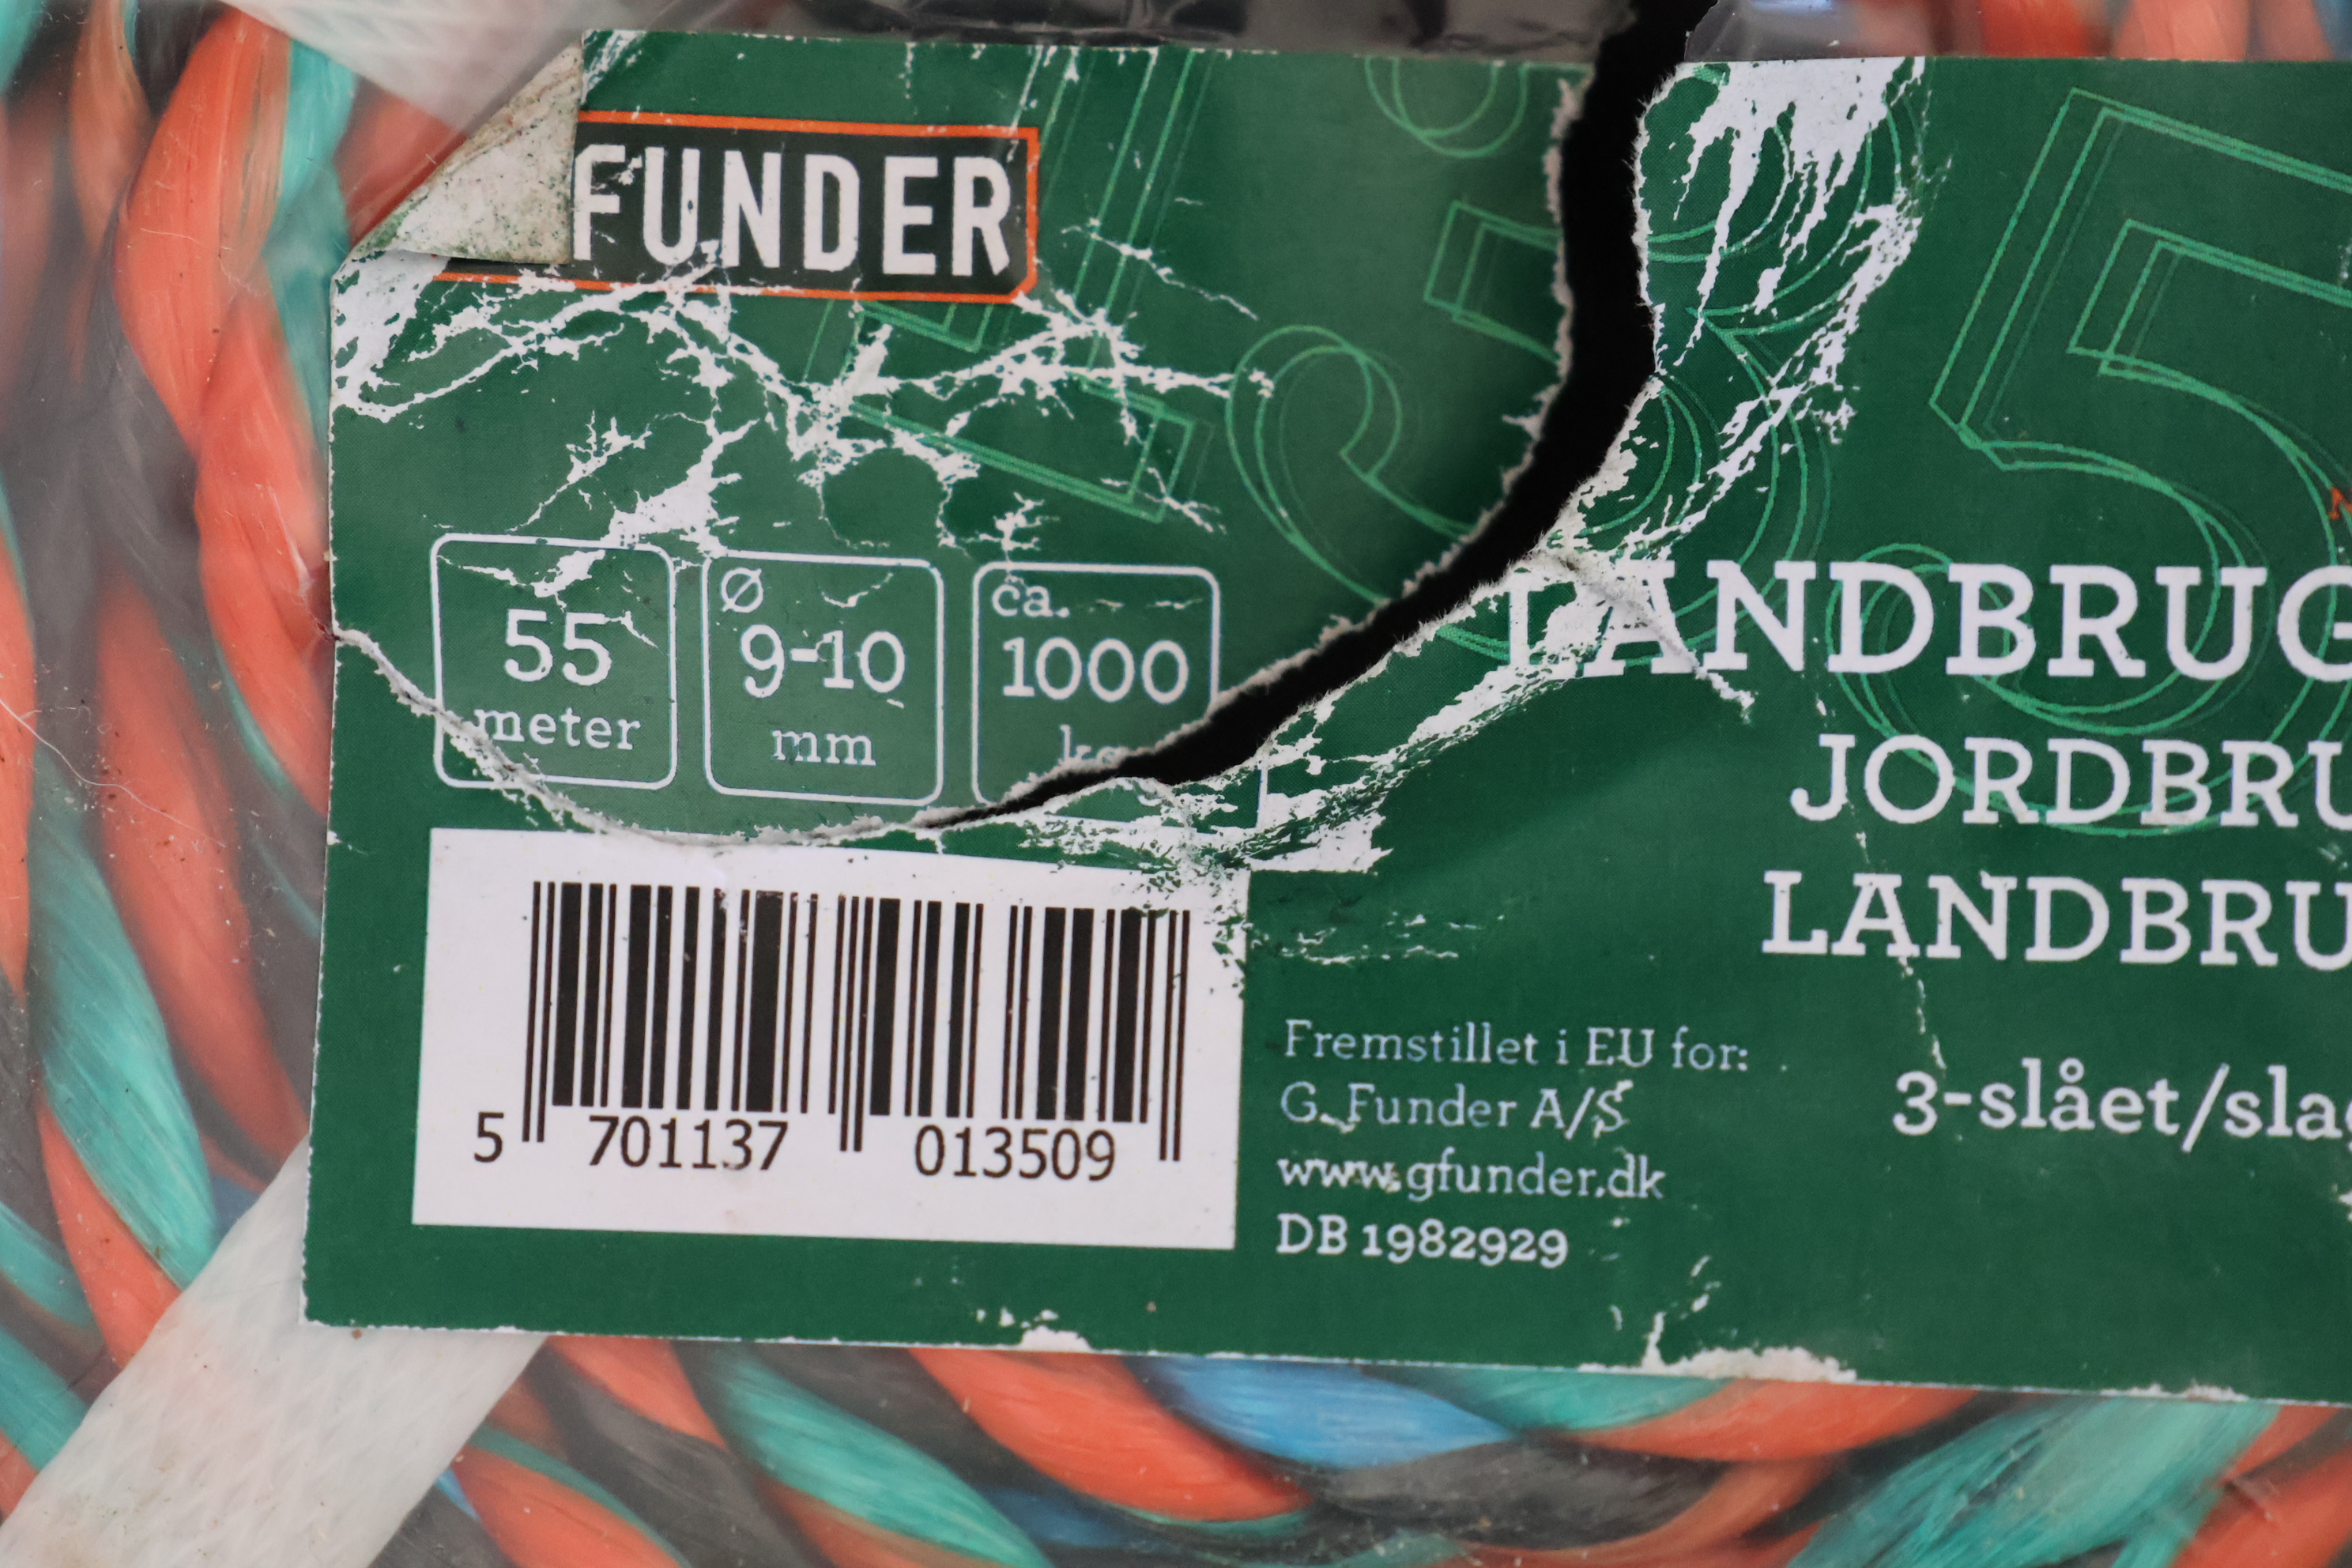 FUNDER
55
meter
Ø
9-10
mm
ca.
1000
LANDBRUG
JORDBRU
LANDBRU
3-slået/slag
5 701137 013509
Fremstillet i EU for:
G. Funder A/S
www.gfunder.dk
DB 1982929